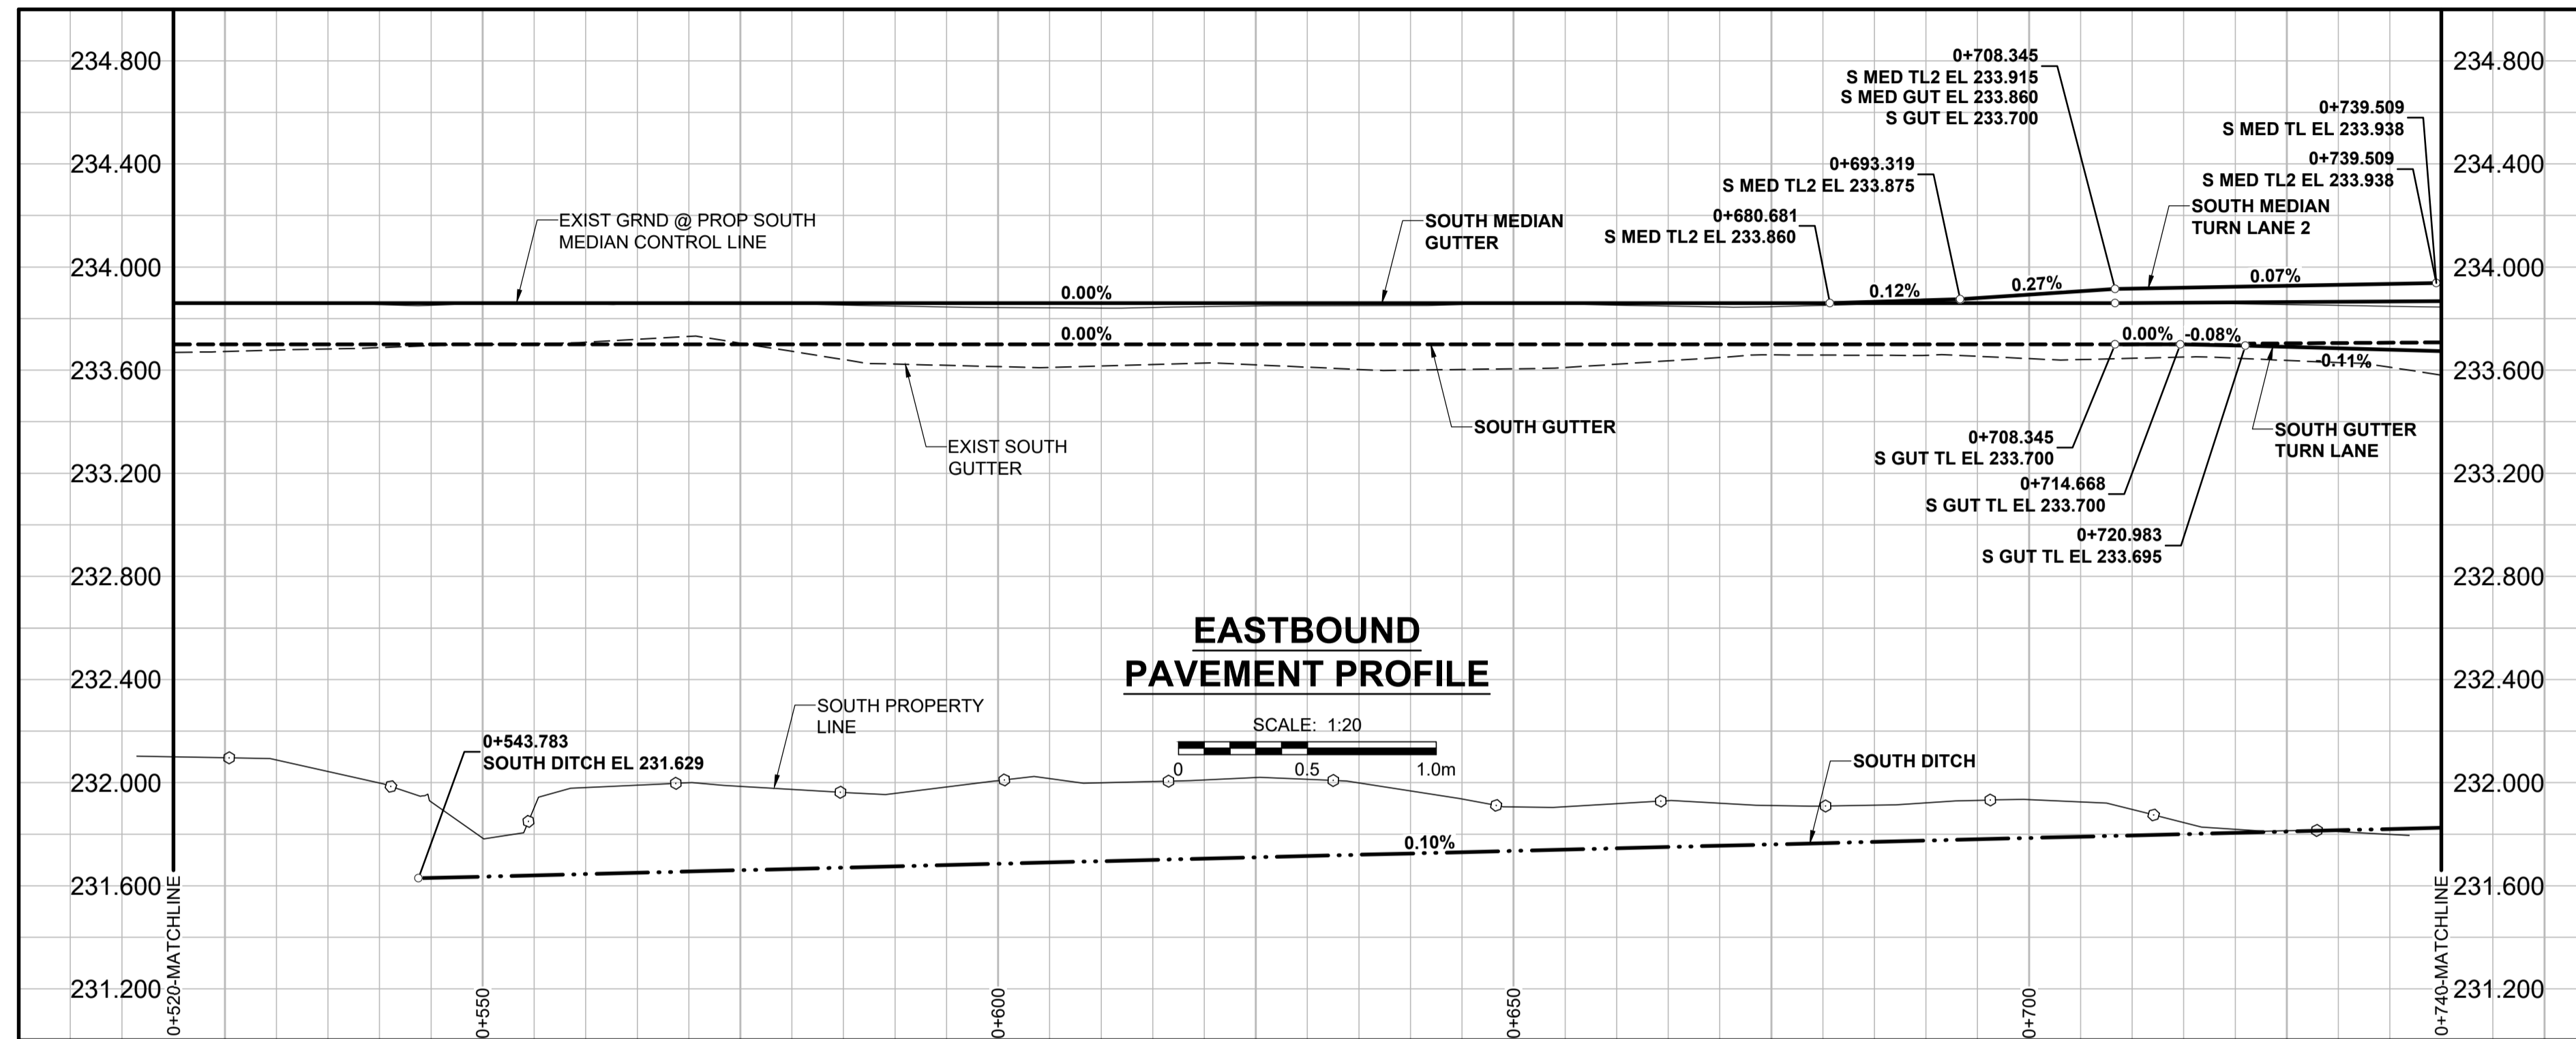 234.800
234.400
234.000
233.600
233.200
232.800
232.400
232.000
231.600
231.200
0+708.345
S MED TL2 EL 233.915
S MED GUT EL 233.860
S GUT EL 233.700
0+739.509
S MED TL EL 233.938
0+693.319
S MED TL2 EL 233.875
0+739.509
S MED TL2 EL 233.938
0+680.681
S MED TL2 EL 233.860
EXIST GRND @ PROP SOUTH
MEDIAN CONTROL LINE
SOUTH MEDIAN
GUTTER
SOUTH MEDIAN
TURN LANE 2
0.00%
0.12%
0.27%
0.07%
0.00%
0.00%
-0.08%
-0.11%
EXIST SOUTH
GUTTER
SOUTH GUTTER
0+708.345
S GUT TL EL 233.700
SOUTH GUTTER
TURN LANE
0+714.668
S GUT TL EL 233.700
0+720.983
S GUT TL EL 233.695
EASTBOUND
PAVEMENT PROFILE
SCALE: 1:20
0
0.5
1.0m
SOUTH PROPERTY
LINE
0+543.783
SOUTH DITCH EL 231.629
SOUTH DITCH
0.10%
0+520-MATCHLINE
0+550
0+600
0+650
0+700
0+740-MATCHLINE
234.800
234.400
234.000
233.600
233.200
232.800
232.400
232.000
231.600
231.200